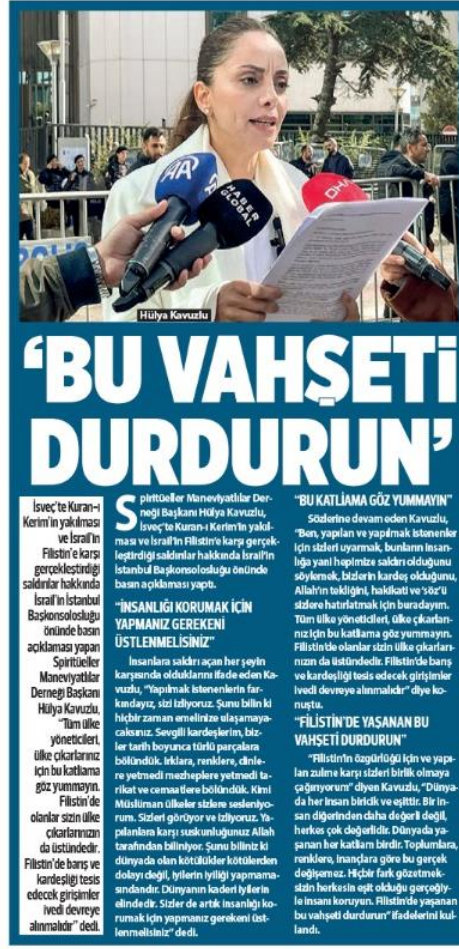 AA
HABER
GLOBAL
DHA
Hülya Kavuzlu
‘BU VAHŞETİ
DURDURUN’
İsveç'te Kuran-ı
Kerim'in yakılması
ve İsrail'in
Filistin'e karşı
gerçekleştirdiği
saldırılar hakkında
İsrail'in İstanbul
Başkonsolosluğu
önünde basın
açıklaması yapan
Spiritüeller
Maneviyatlılar
Derneği Başkanı
Hülya Kavuzlu,
“Tüm ülke
yöneticileri,
ülke çıkarlarınız
için bu katliama
göz yummayın.
Filistin'de
olanlar sizin ülke
çıkarlarınızın
da üstündedir.
Filistin'de barış ve
kardeşliği tesis
edecek girişimler
ivedi devreye
alınmalıdır” dedi.
Spiritüeller Maneviyatlılar Der-
neği Başkanı Hülya Kavuzlu,
İsveç'te Kuran-ı Kerim'in yakıl-
ması ve İsrail'in Filistin'e karşı gerçek-
leştirdiği saldırılar hakkında İsrail'in
İstanbul Başkonsolosluğu önünde
basın açıklaması yaptı.
“İNSANLIĞI KORUMAK İÇİN
YAPMANIZ GEREKENİ
ÜSTLENMELİSİNİZ”
İnsanlara saldırı açan her şeyin
karşısında olduklarını ifade eden Ka-
vuzlu, “Yapılmak istenenlerin far-
kındayız, sizi izliyoruz. Şunu bilin ki
hiçbir zaman emelinize ulaşamaya-
caksınız. Sevgili kardeşlerim, biz-
ler tarih boyunca türlü parçalara
bölündük. Irklara, renklere, dinle-
re yetmedi mezheplere yetmedi ta-
rikat ve cemaatlere bölündük. Kimi
Müslüman ülkeler sizlere sesleniyo-
rum. Sizleri görüyor ve izliyoruz. Ya-
pılanlara karşı suskunluğunuz Allah
tarafından biliniyor. Şunu biliniz ki
dünyada olan kötülükler kötülerden
dolayı değil, iyilerin iyiliği yapmama-
sındandır. Dünyanın kaderi iyilerin
elindedir. Sizler de artık insanlığı ko-
rumak için yapmanız gerekeni üst-
lenmelisiniz” dedi.
“BU KATLİAMA GÖZ YUMMAYIN”
Sözlerine devam eden Kavuzlu,
“Ben, yapılan ve yapılmak istenenler
için sizleri uyarmak, bunların insan-
lığa yani hepimize saldırı olduğunu
söylemek, bizlerin kardeş olduğunu,
Allah'ın tekliğini, hakikati ve ‘söz’ü
sizlere hatırlatmak için buradayım.
Tüm ülke yöneticileri, ülke çıkarları-
nız için bu katliama göz yummayın.
Filistin'de olanlar sizin ülke çıkarları-
nızın da üstündedir. Filistin'de barış
ve kardeşliği tesis edecek girişimler
ivedi devreye alınmalıdır” diye ko-
nuştu.
“FİLİSTİN'DE YAŞANAN BU
VAHŞETİ DURDURUN”
“Filistin'in özgürlüğü için ve yapı-
lan zulme karşı sizleri birlik olmaya
çağırıyorum” diyen Kavuzlu, “Dünya-
da her insan biricik ve eşittir. Bir in-
san diğerinden daha değerli değil,
herkes çok değerlidir. Dünyada ya-
şanan her katliam birdir. Toplumlara,
renklere, inançlara göre bu gerçek
değişemez. Hiçbir fark gözetmek-
sizin herkesin eşit olduğu gerçeğiy-
le insanı koruyun. Filistin'de yaşanan
bu vahşeti durdurun” ifadelerini kul-
landı.